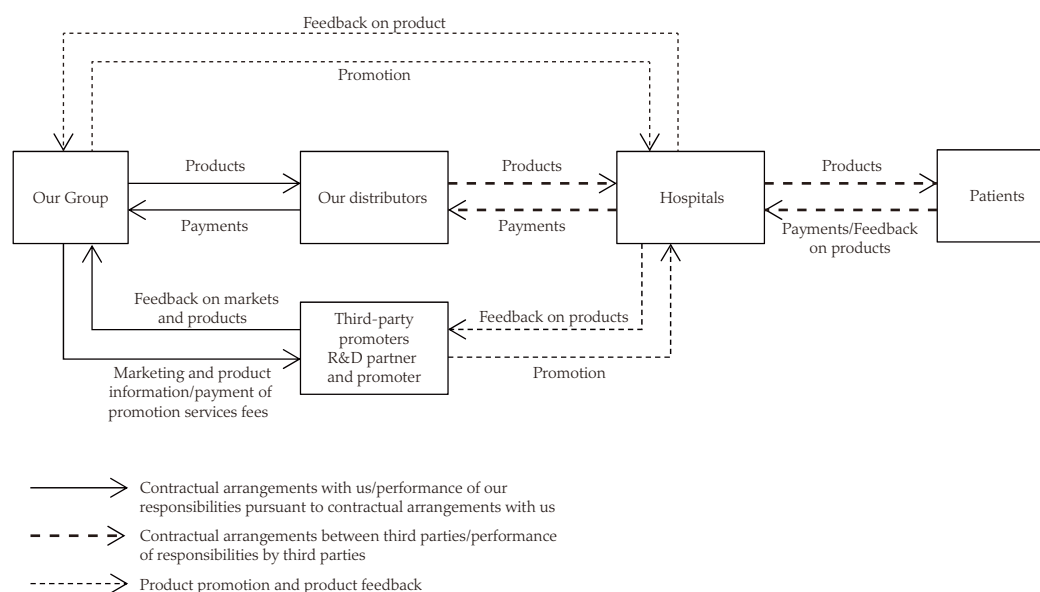 Feedback on product
Promotion
Our Group
Products
Payments
Our distributors
Products
Payments
Hospitals
Products
Payments/Feedback
on products
Patients
Feedback on markets
and products
Marketing and product
information/payment of
promotion services fees
Third-party
promoters
R&D partner
and promoter
Feedback on products
Promotion
Contractual arrangements with us/performance of our
responsibilities pursuant to contractual arrangements with us
Contractual arrangements between third parties/performance
of responsibilities by third parties
Product promotion and product feedback